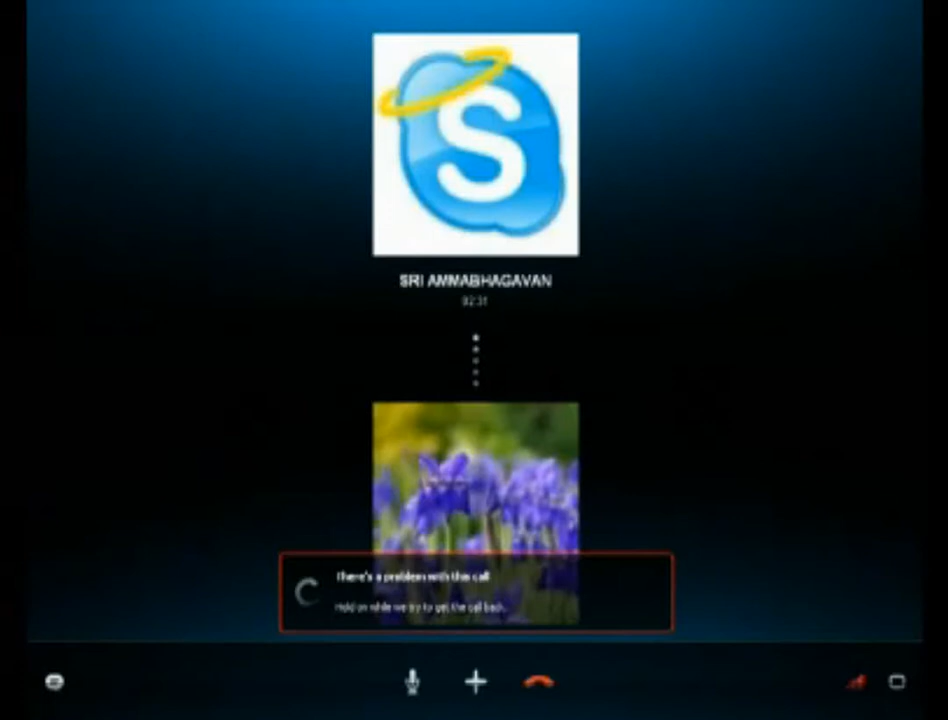 S
SRI AMMABHAGAVAN
02:31
There's a problem with this call
Hold on while we try to get the call back.